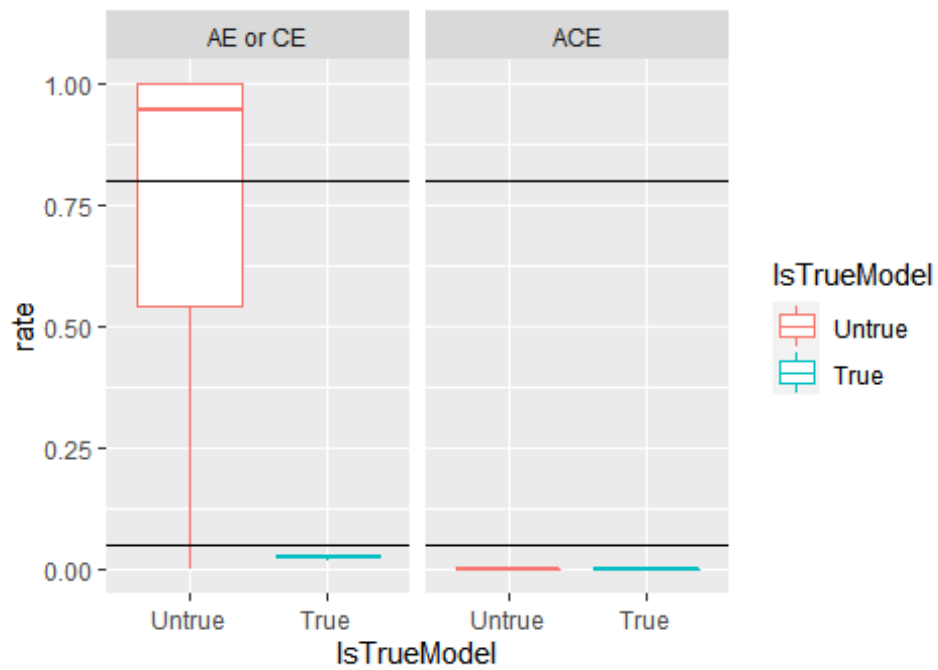 AE or CE
ACE
1.00
0.75
0.50
0.25
0.00
rate
Untrue
True
Untrue
True
IsTrueModel
IsTrueModel
Untrue
True